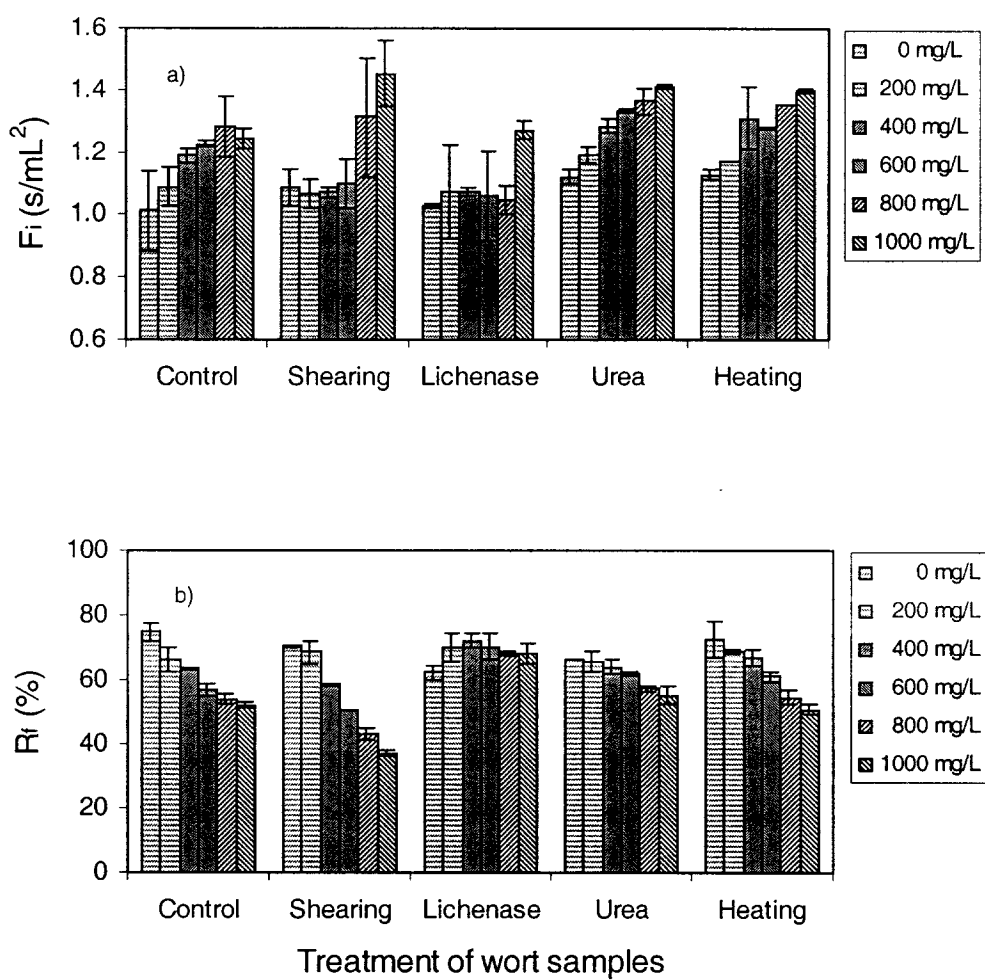 1.6
1.4
1.2
1.0
0.8
0.6
Fi (s/mL2)
a)
Control Shearing Lichenase Urea Heating
0 mg/L
200 mg/L
400 mg/L
600 mg/L
800 mg/L
1000 mg/L
100
80
60
40
20
0
Rf (%)
b)
Control Shearing Lichenase Urea Heating
0 mg/L
200 mg/L
400 mg/L
600 mg/L
800 mg/L
1000 mg/L
Treatment of wort samples